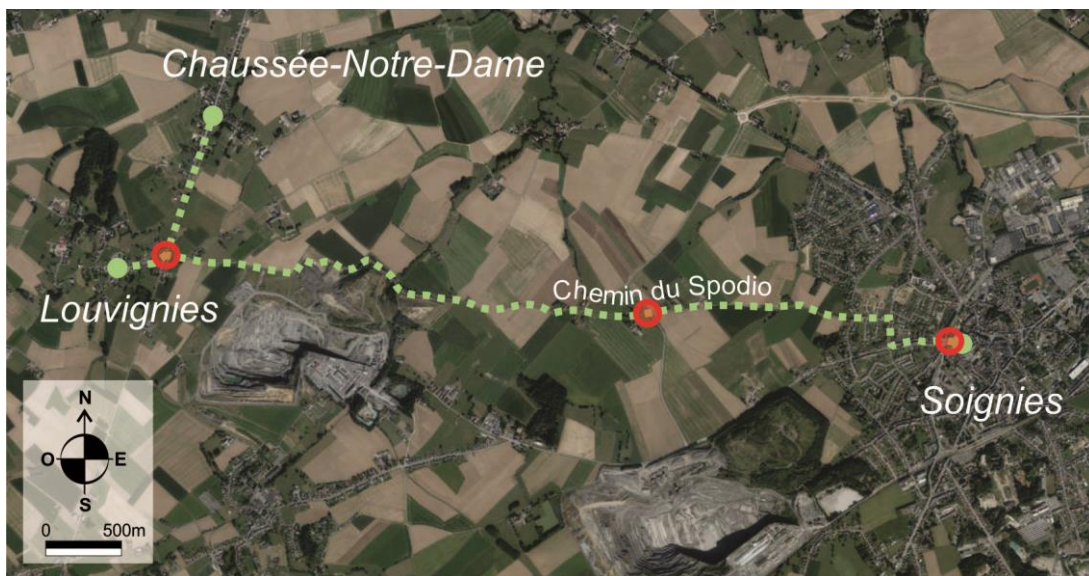 Chaussée-Notre-Dame
Louvignies
Chemin du Spodio
Soignies
N
O E
S
0 500m